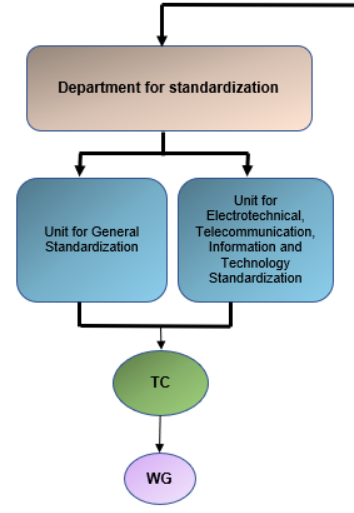 Department for standardization
Unit for General
Standardization
Unit for
Electrotechnical,
Telecommunication,
Information and
Technology
Standardization
TC
WG